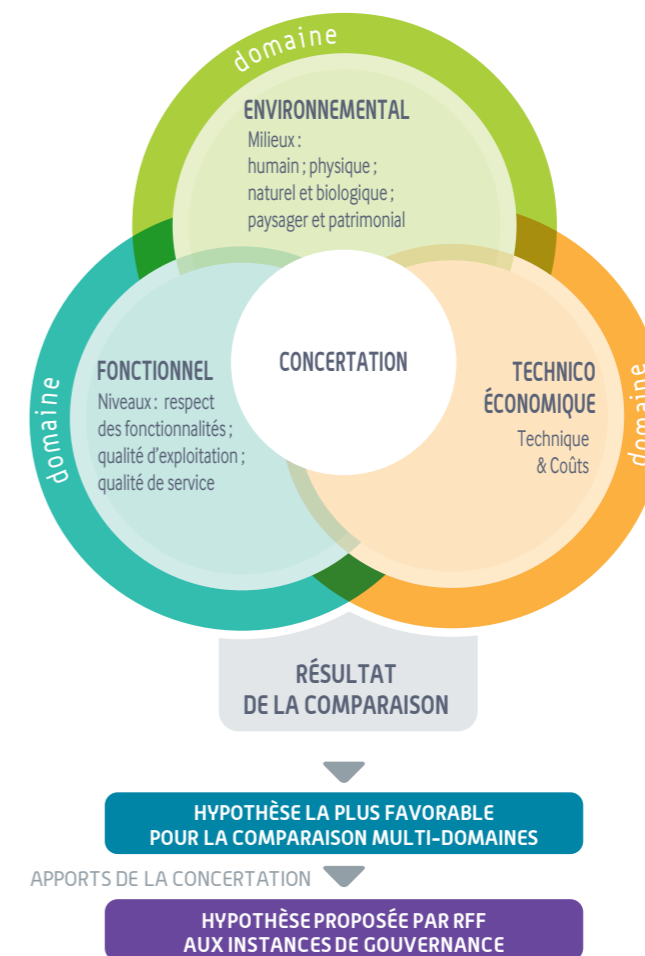 domaine
ENVIRONNEMENTAL
Milieux :
humain ; physique ;
naturel et biologique ;
paysager et patrimonial
domaine
FONCTIONNEL
Niveaux : respect
des fonctionnalités ;
qualité d'exploitation ;
qualité de service
CONCERTATION
TECHNICO
ÉCONOMIQUE
Technique
& Coûts
domaine
RÉSULTAT
DE LA COMPARAISON
HYPOTHÈSE LA PLUS FAVORABLE
POUR LA COMPARAISON MULTI-DOMAINES
APPORTS DE LA CONCERTATION
HYPOTHÈSE PROPOSÉE PAR RFF
AUX INSTANCES DE GOUVERNANCE